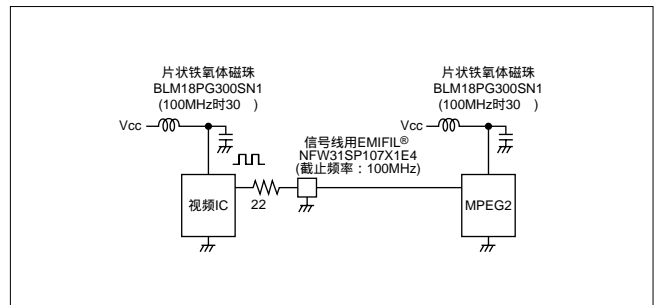 片状铁氧体磁珠
BLM18PG300SN1
(100MHz时30 )
Vcc
片状铁氧体磁珠
BLM18PG300SN1
(100MHz时30 )
Vcc
信号线用EMIFIL®
NFW31SP107X1E4
(截止频率：100MHz)
视频IC
22
MPEG2